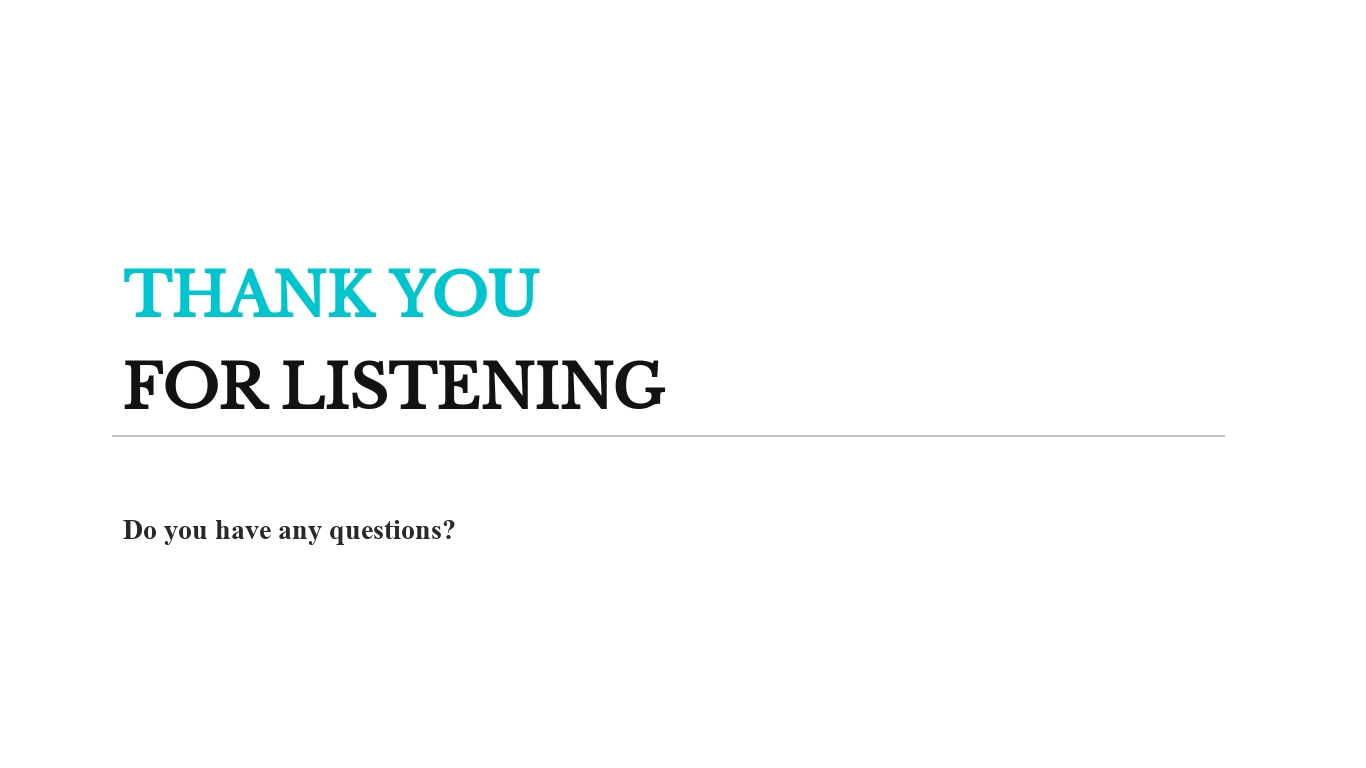 THANK YOU
FOR LISTENING
Do you have any questions?